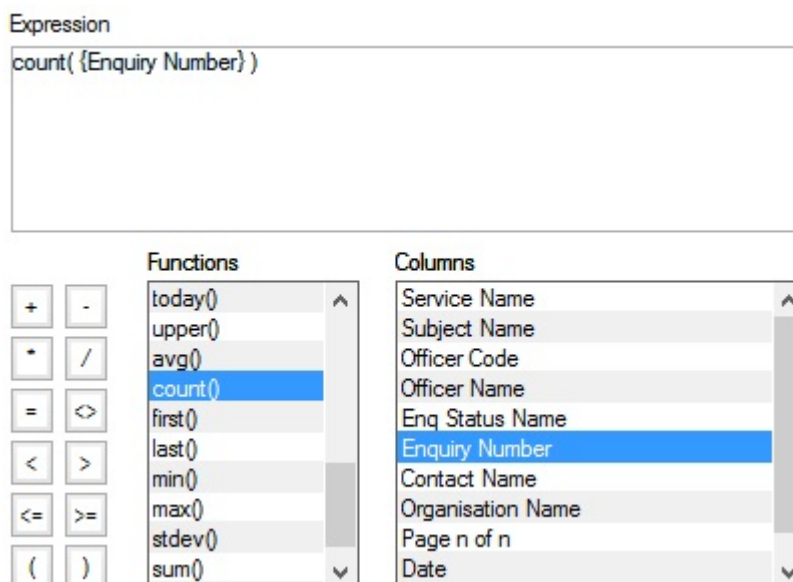 Expression
count( {Enquiry Number} )
Functions
Columns
+ -
* /
= <>
< >
<= >=
( )
today()
upper()
avg()
count()
first()
last()
min()
max()
stdev()
sum()
Service Name
Subject Name
Officer Code
Officer Name
Enq Status Name
Enquiry Number
Contact Name
Organisation Name
Page n of n
Date